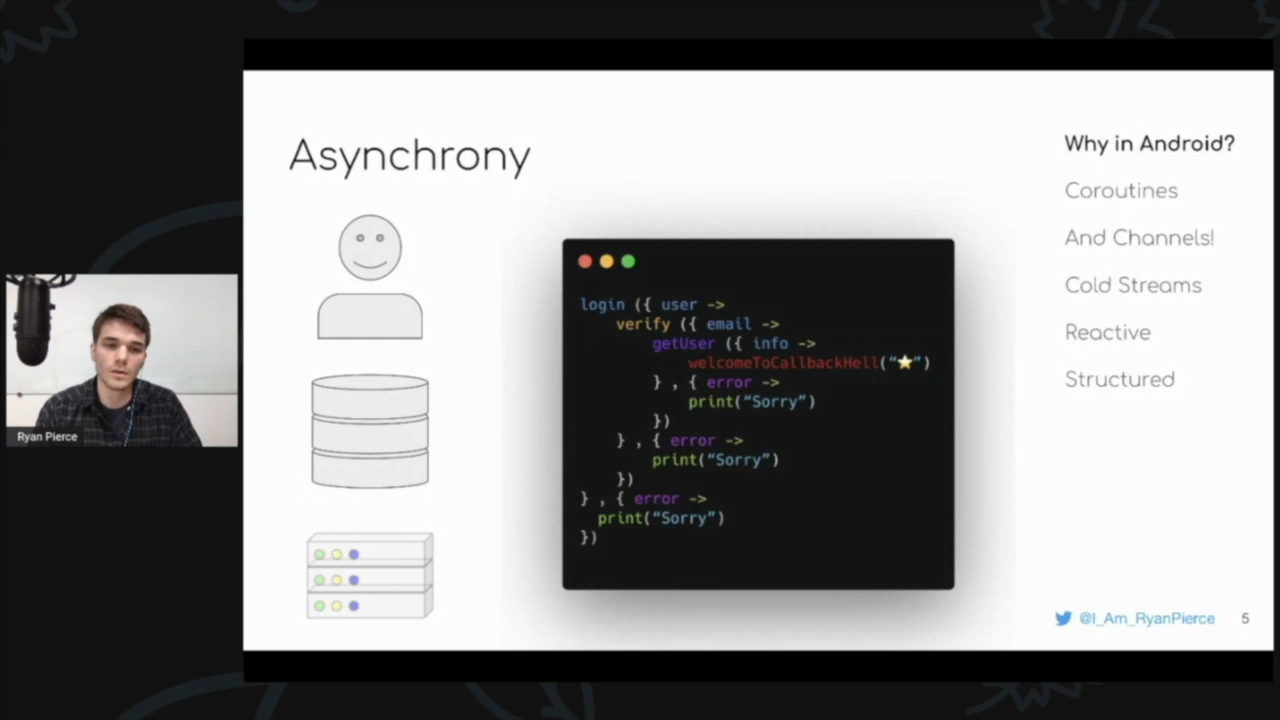 Asynchrony
login ({ user ->
verify ({ email ->
getUser ({ info ->
welcomeToCallbackHell(“⭐”)
} , { error ->
print(“Sorry”)
})
} , { error ->
print(“Sorry”)
})
} , { error ->
print(“Sorry”)
})
Why in Android?
Coroutines
And Channels!
Cold Streams
Reactive
Structured
@I_Am_RyanPierce 5
Ryan Pierce